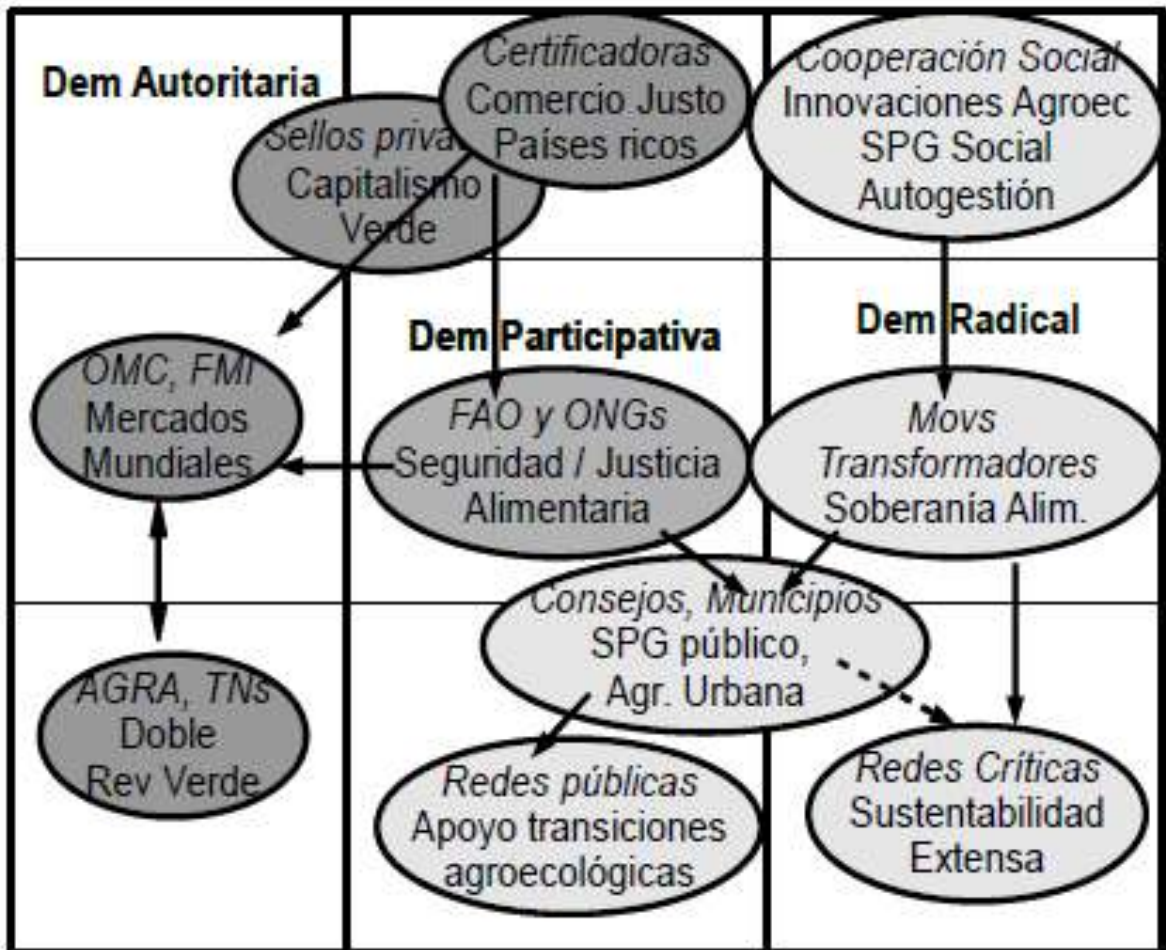 Dem Autoritaria
Certificadoras
Comercio Justo
Países ricos
Sellos priva
Capitalismo
Verde
Cooperación Social
Innovaciones Agroec
SPG Social
Autogestión
Dem Participativa
Dem Radical
OMC, FMI
Mercados
Mundiales
FAO y ONGs
Seguridad / Justicia
Alimentaria
Movs
Transformadores
Soberanía Alim.
Consejos, Municipios
SPG público,
Agr. Urbana
AGRA, TNs
Doble
Rev Verde
Redes públicas
Apoyo transiciones
agroecológicas
Redes Críticas
Sustentabilidad
Extensa